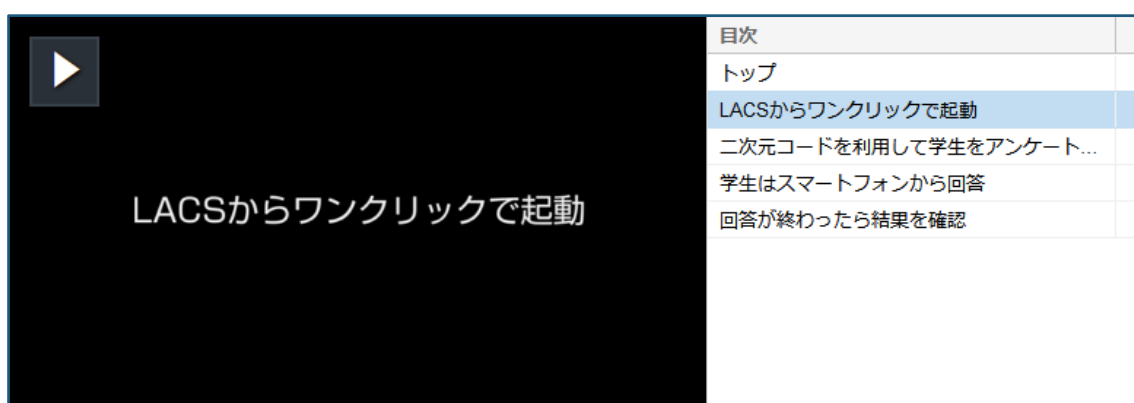 LACSからワンクリックで起動
目次
トップ
LACSからワンクリックで起動
二次元コードを利用して学生をアンケート...
学生はスマートフォンから回答
回答が終わったら結果を確認